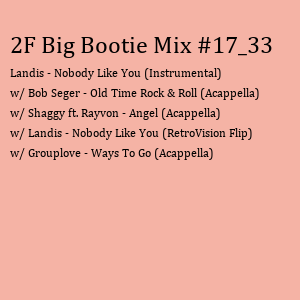 2F Big Bootie Mix #17_33
Landis - Nobody Like You (Instrumental)
w/ Bob Seger - Old Time Rock & Roll (Acappella)
w/ Shaggy ft. Rayvon - Angel (Acappella)
w/ Landis - Nobody Like You (RetroVision Flip)
w/ Grouplove - Ways To Go (Acappella)